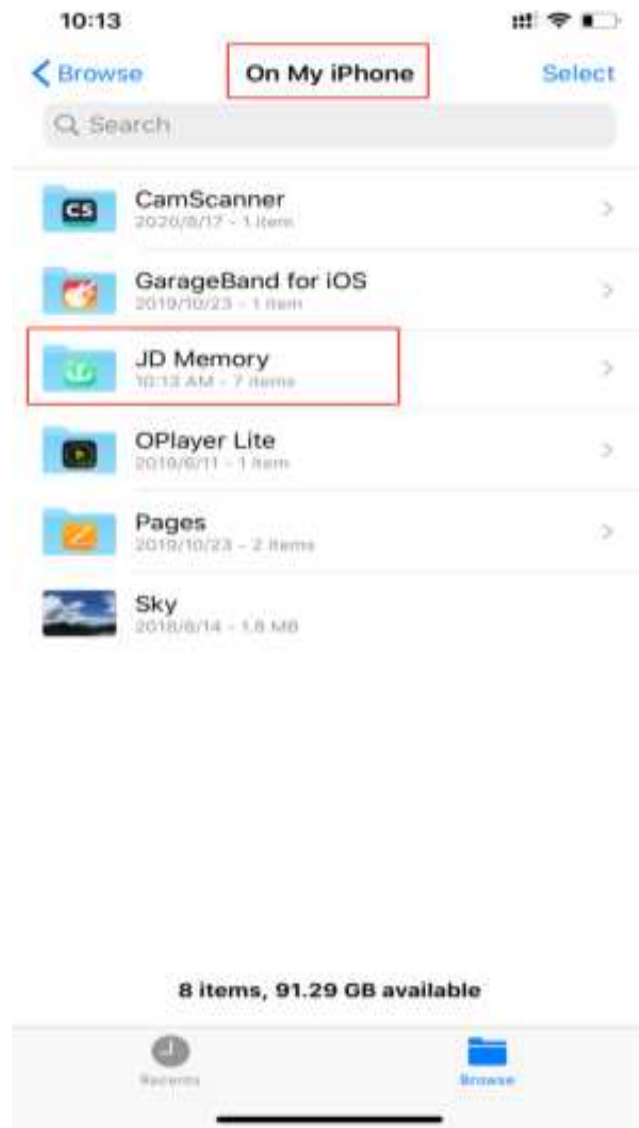 10:13
Browse
On My iPhone
Select
Search
CamScanner
2020/8/17 - 1 item
GarageBand for iOS
2019/10/23 - 1 item
JD Memory
10:13 AM - 7 items
OPlayer Lite
2019/6/11 - 1 item
Pages
2019/10/23 - 2 items
Sky
2018/8/14 - 1.8 MB
8 items, 91.29 GB available
Recents
Browse